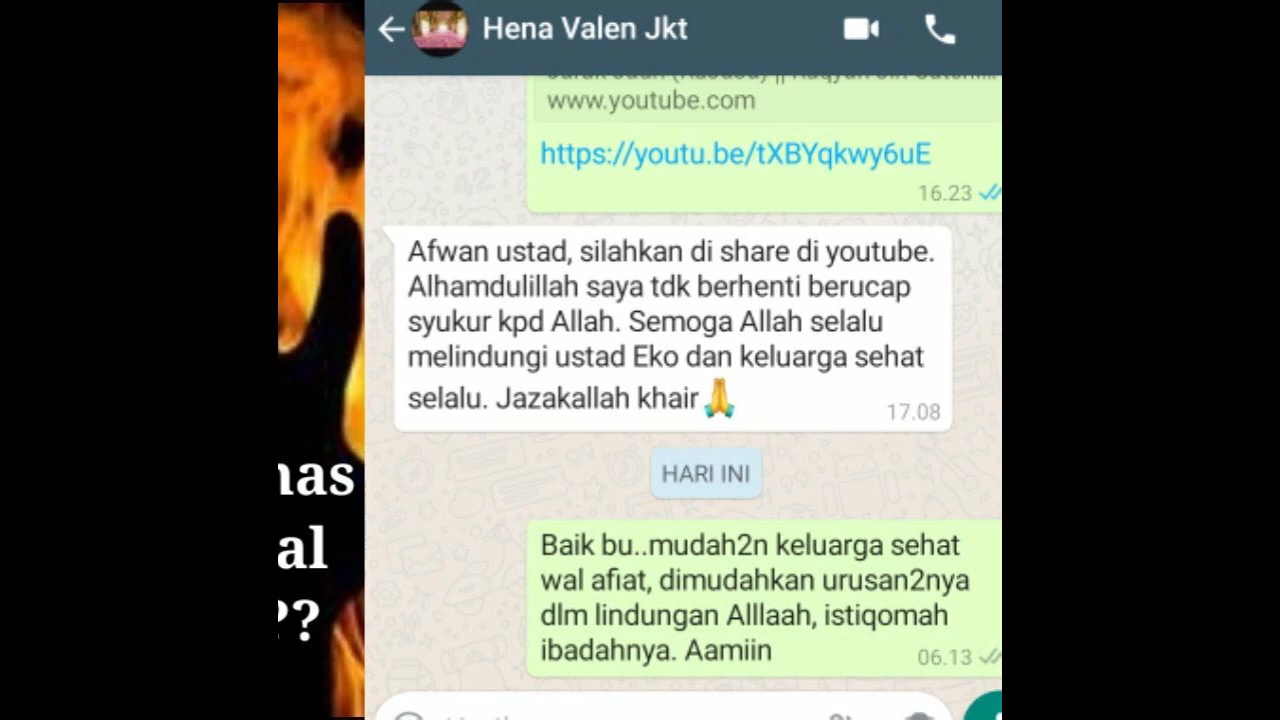 Hena Valen Jkt
www.youtube.com
https://youtu.be/tXBYqkwy6uE
16.23
Afwan ustad, silahkan di share di youtube.
Alhamdulillah saya tdk berhenti berucap
syukur kpd Allah. Semoga Allah selalu
melindungi ustad Eko dan keluarga sehat
selalu. Jazakallah khair🙏
17.08
HARI INI
Baik bu..mudah2n keluarga sehat
wal afiat, dimudahkan urusan2nya
dlm lindungan Alllaah, istiqomah
ibadahnya. Aamiin
06.13
nas
al
??